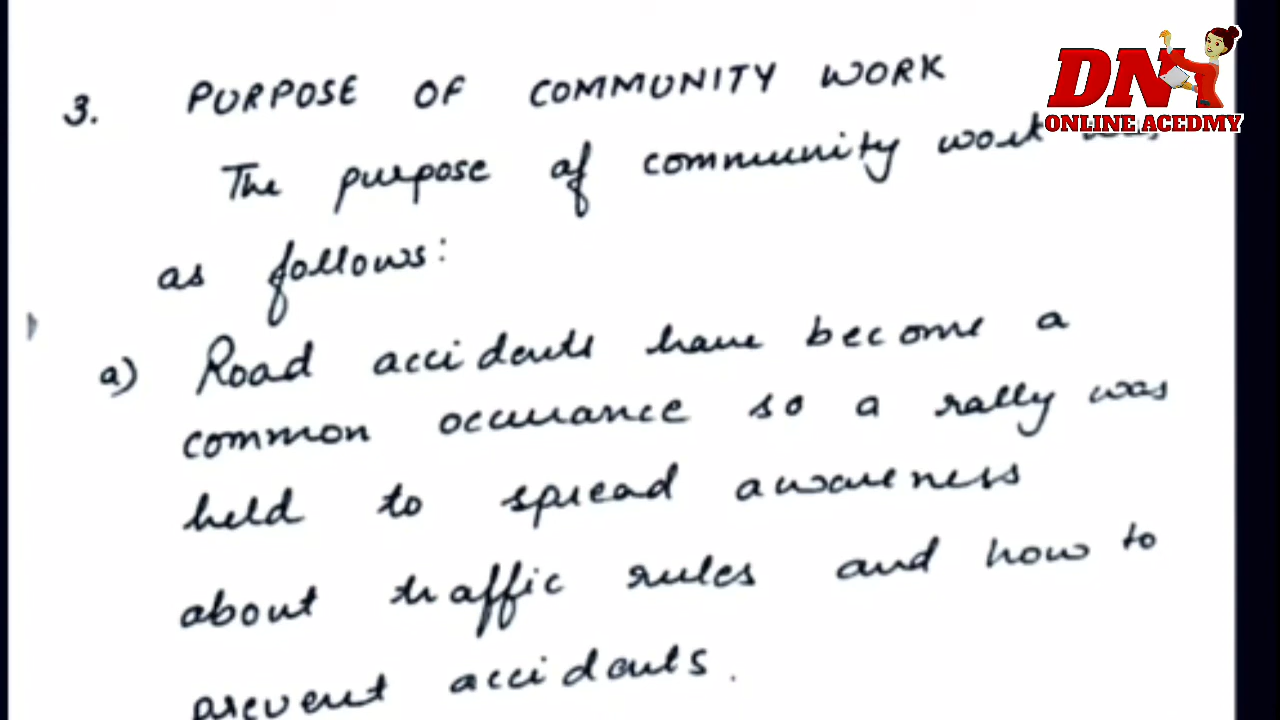 DN
ONLINE ACEDMY
3. PURPOSE OF COMMUNITY WORK
The purpose of community work
as follows:
a) Road accidents have become a
common occurance so a rally was
held to spread awareness
about traffic rules and how to
prevent accidents.